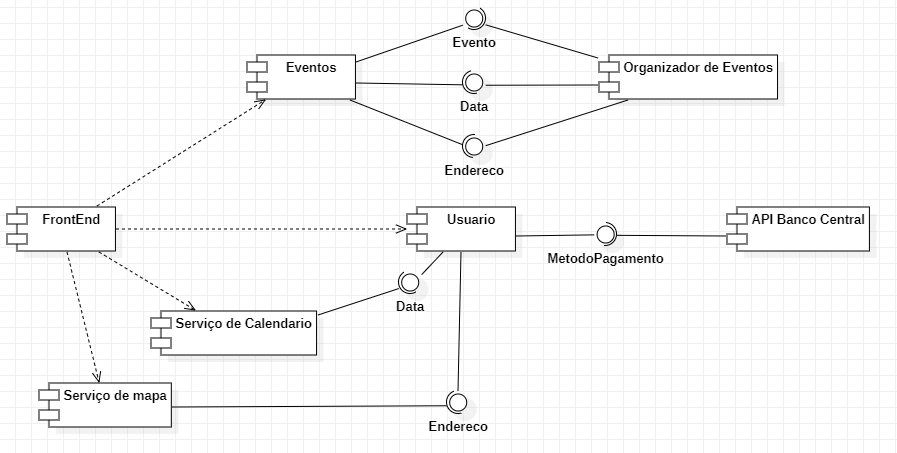 Evento
Eventos
Organizador de Eventos
Data
Endereco
FrontEnd
Usuario
API Banco Central
MetodoPagamento
Data
Serviço de Calendario
Serviço de mapa
Endereco